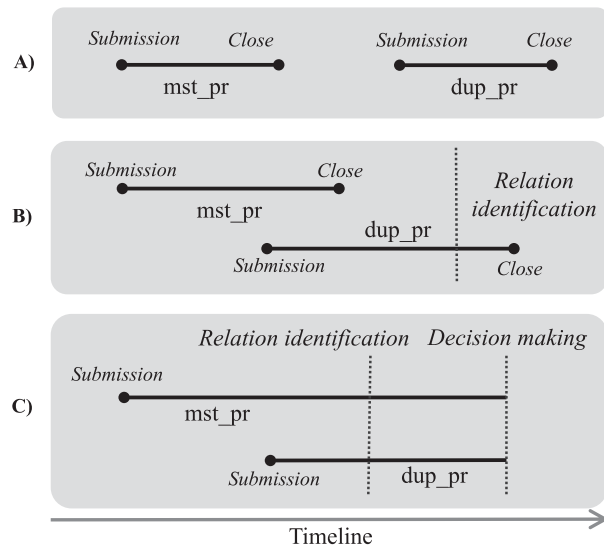 Submission Close Submission Close
A)
mst_pr dup_pr
Submission Close Relation
identification
B)
mst_pr dup_pr
Submission Close
Relation identification Decision making
Submission
C)
mst_pr
Submission dup_pr
Timeline